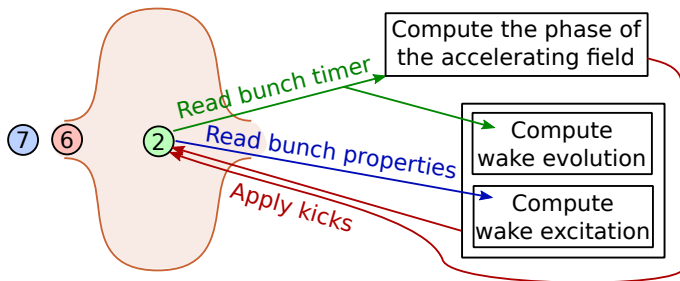 Compute the phase of
the accelerating field
Read bunch timer
7
6
2
Read bunch properties
Compute
wake evolution
Apply kicks
Compute
wake excitation